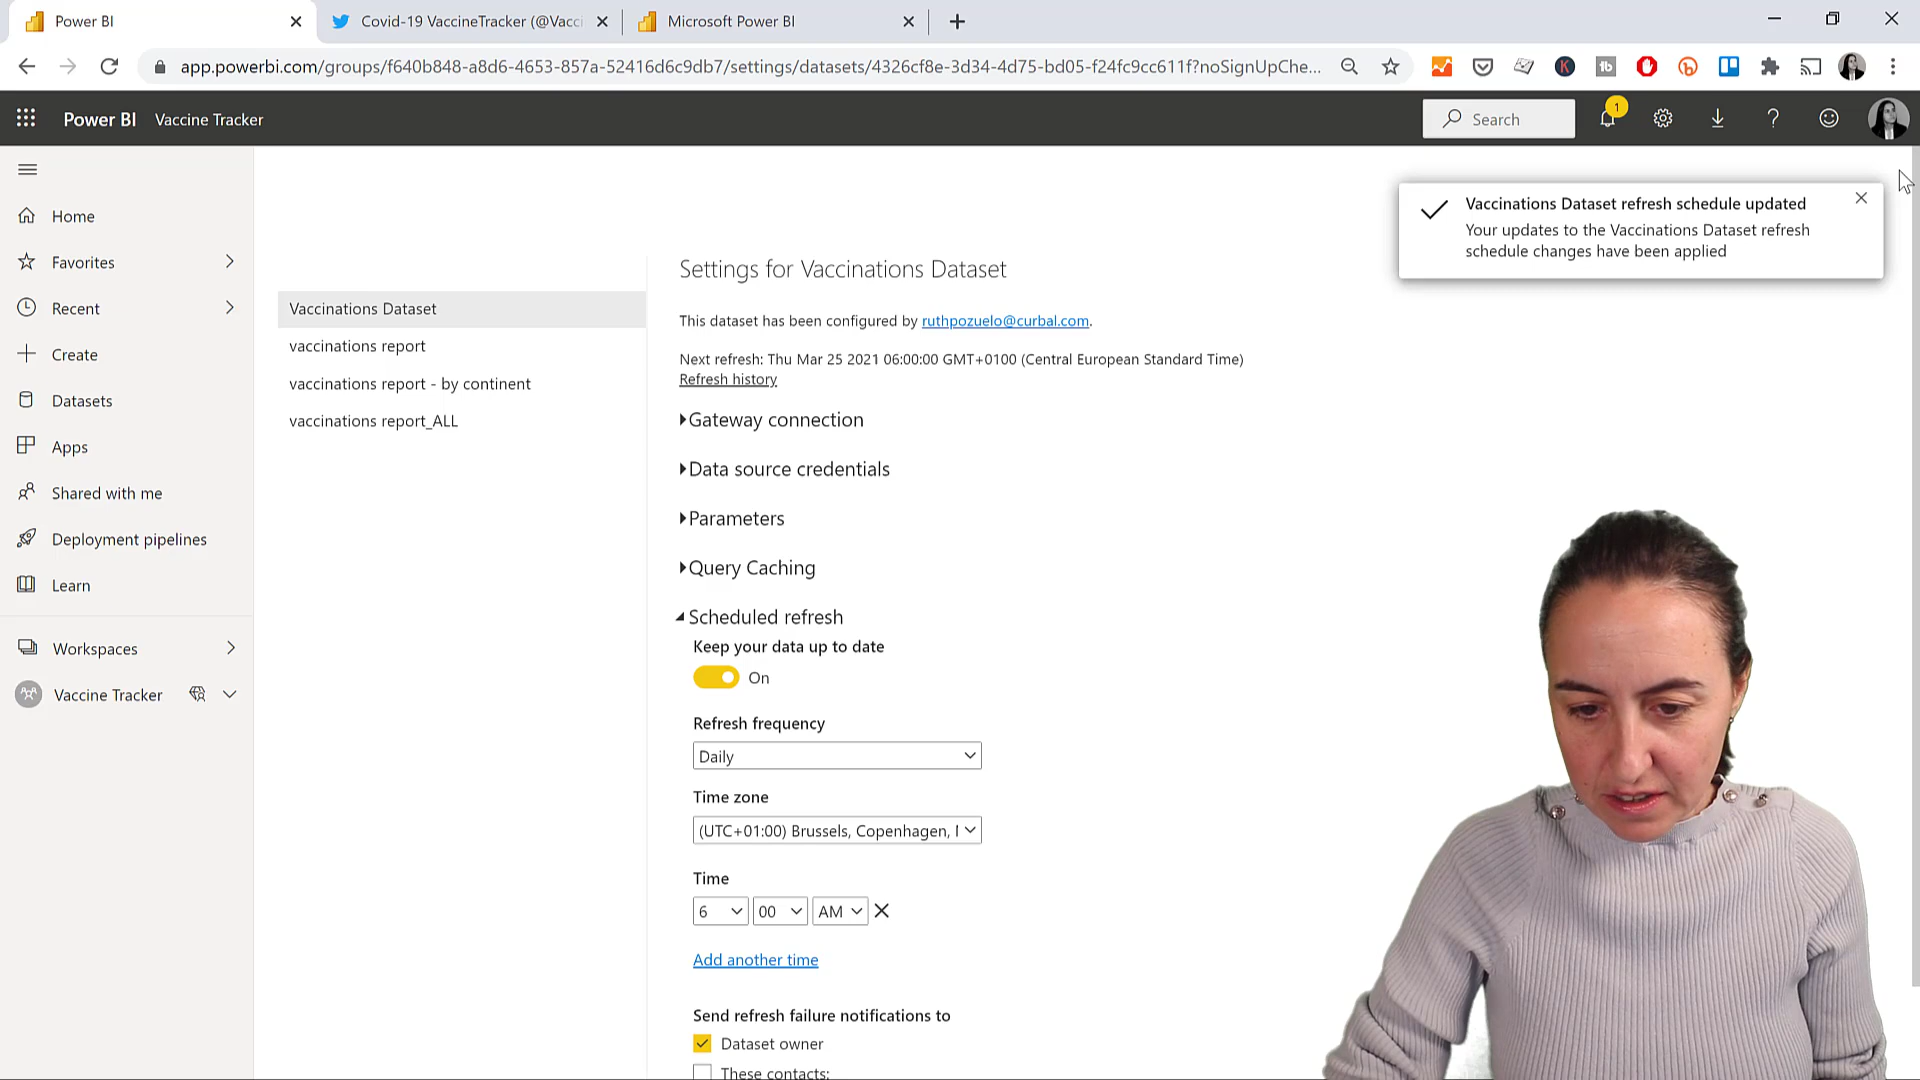 Power BI
Covid-19 VaccineTracker (@Vacci
Microsoft Power BI
app.powerbi.com/groups/f640b848-a8d6-4653-857a-52416d6c9db7/settings/datasets/4326cf8e-3d34-4d75-bd05-f24fc9cc611f?noSignUpChe...
Power BI Vaccine Tracker
Search
1
Home
Favorites
Recent
Create
Datasets
Apps
Shared with me
Deployment pipelines
Learn
Workspaces
Vaccine Tracker
Vaccinations Dataset
vaccinations report
vaccinations report - by continent
vaccinations report_ALL
Vaccinations Dataset refresh schedule updated
Your updates to the Vaccinations Dataset refresh
schedule changes have been applied
Settings for Vaccinations Dataset
This dataset has been configured by ruthpozuelo@curbal.com.
Next refresh: Thu Mar 25 2021 06:00:00 GMT+0100 (Central European Standard Time)
Refresh history
Gateway connection
Data source credentials
Parameters
Query Caching
Scheduled refresh
Keep your data up to date
On
Refresh frequency
Daily
Time zone
(UTC+01:00) Brussels, Copenhagen,
Time
6 00 AM
Add another time
Send refresh failure notifications to
Dataset owner
These contacts: